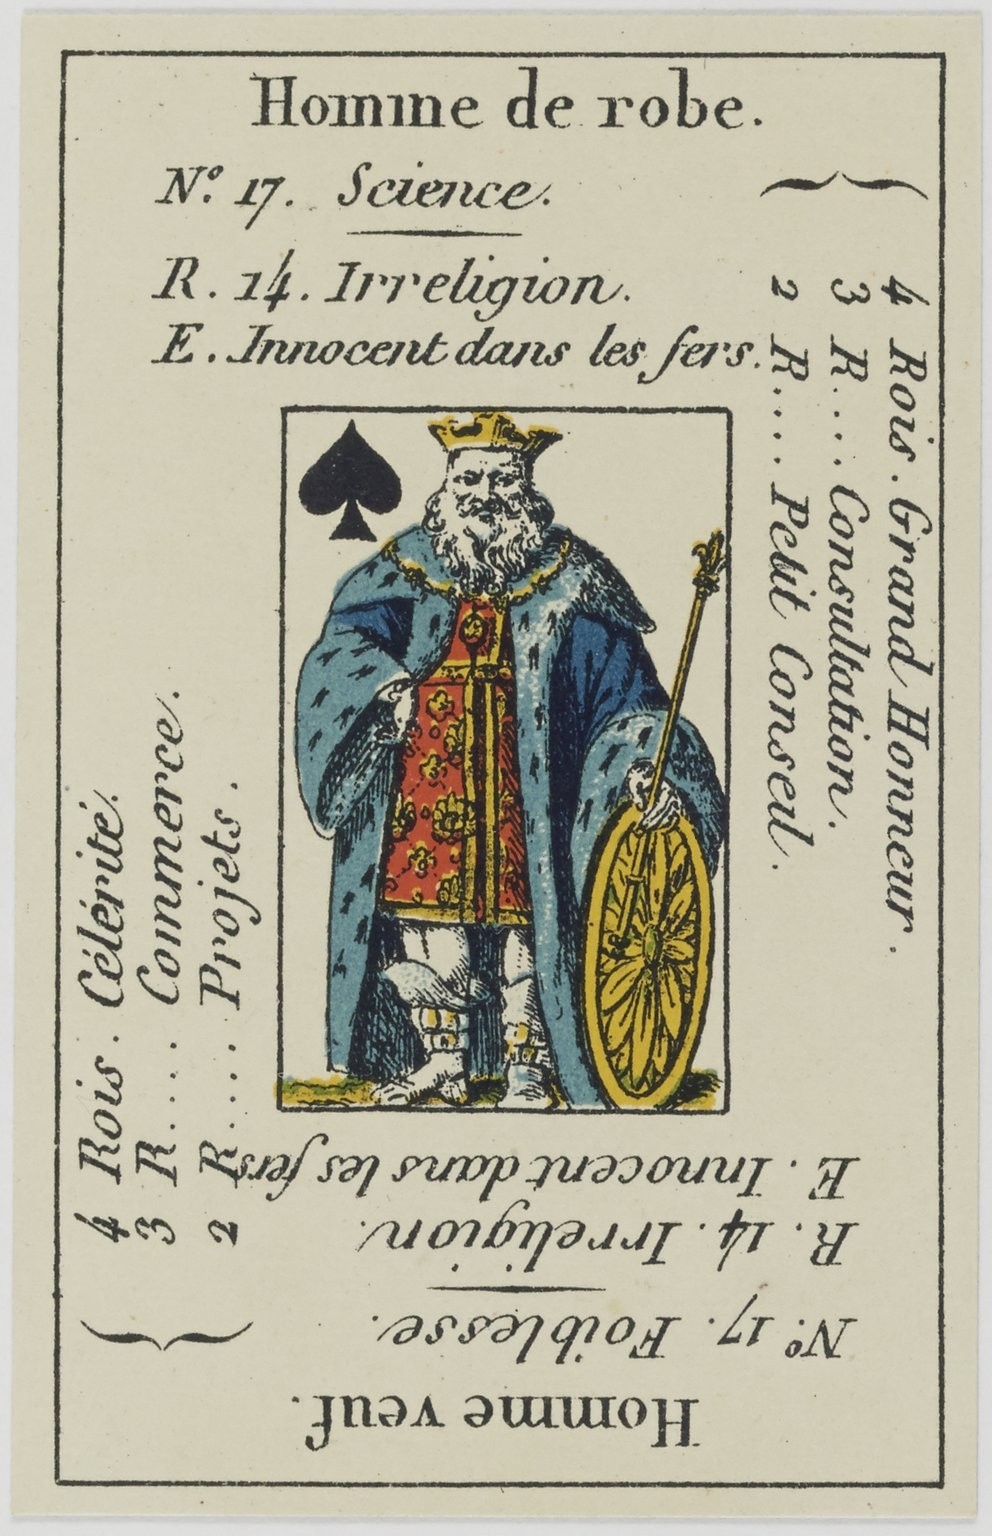 Homme de robe.
N.º 17. Science.
R. 14. Irreligion.
E. Innocent dans les fers.
4 Rois. Grand Honneur.
3 R.... Consultation.
2 R.... Petit Conseil.
4 Rois. Célérité.
3 R.... Commerce.
2 R.... Projets.
Homme veuf.
N.º 17. Foiblesse.
R. 14. Irreligion.
E. Innocent dans les fers